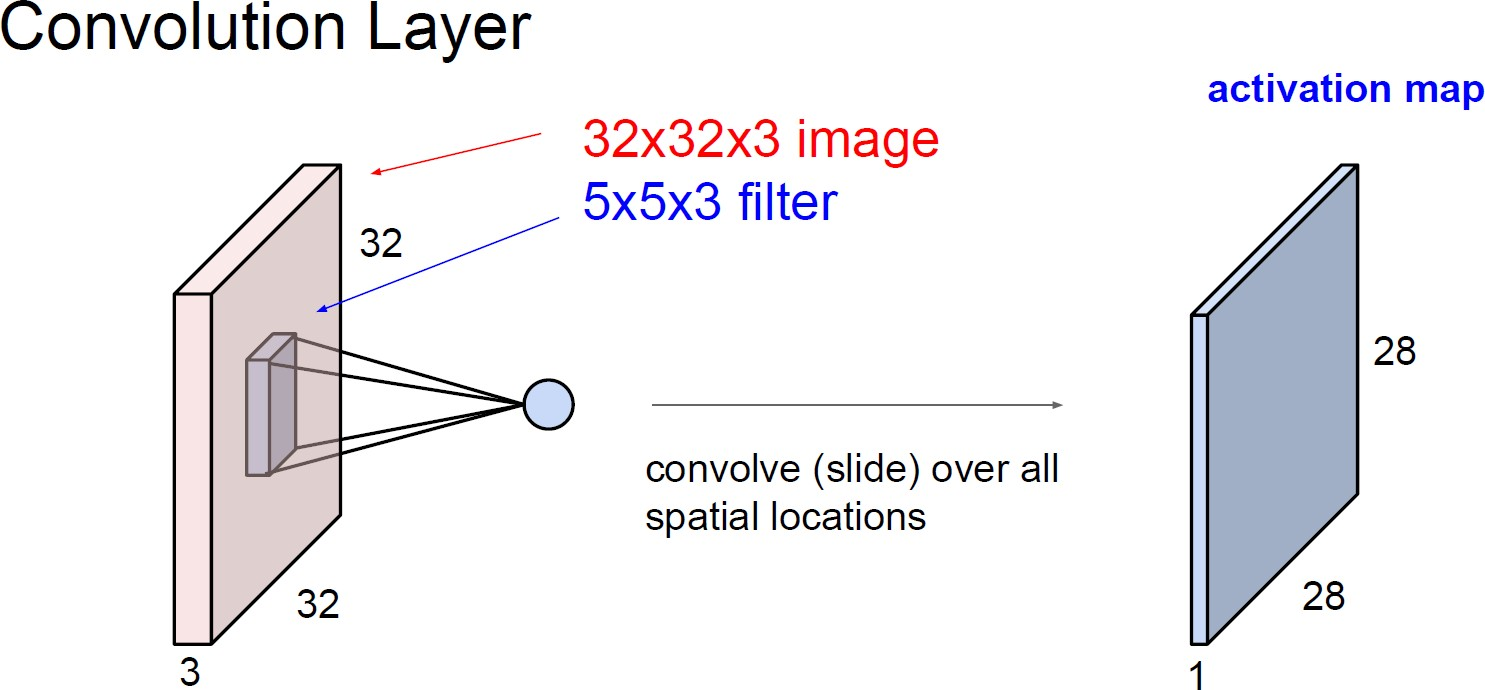 Convolution Layer
activation map
32x32x3 image
5x5x3 filter
32
28
convolve (slide) over all
spatial locations
32
28
3
1